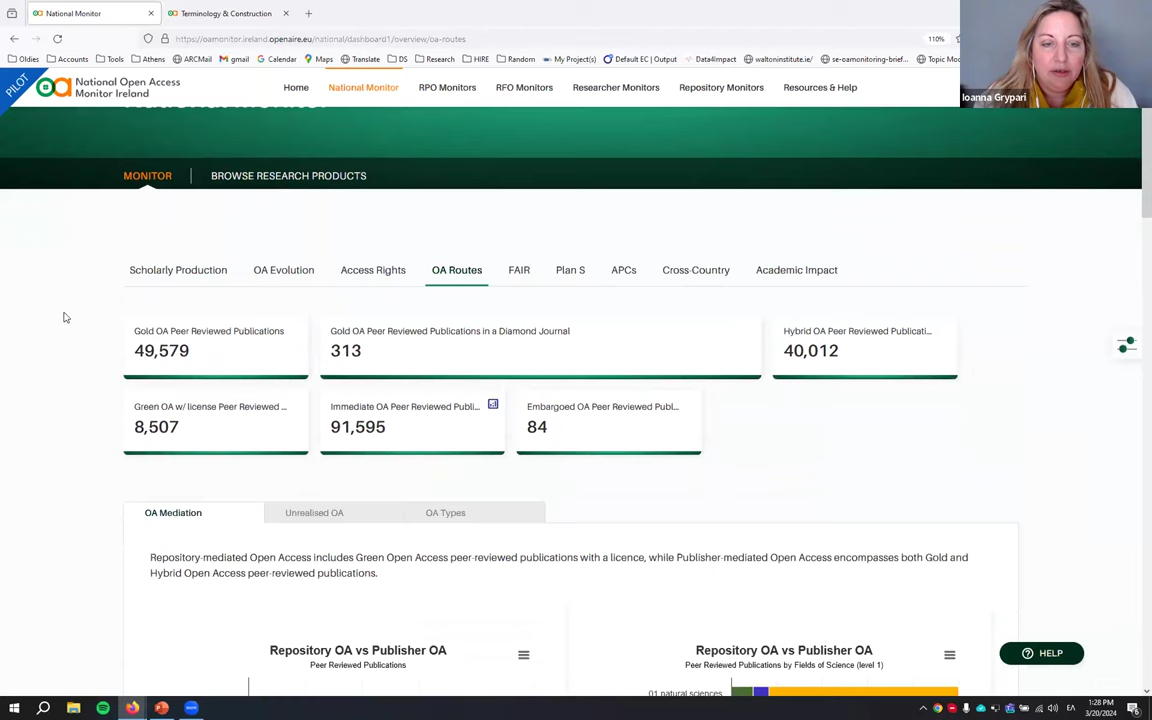 National Monitor
Terminology & Construction
https://oamonitor.ireland.openaire.eu/national/dashboard1/overview/oa-routes
110%
Oldies
Accounts
Tools
Athens
ARCMail
gmail
Calendar
Maps
Translate
DS
Research
HIRE
Random
My Project(s)
Default EC | Output
Data4Impact
waltoninstitute.ie/
se-oamonitoring-brief...
Topic Mod
PILOT
National Open Access
Monitor Ireland
Home
National Monitor
RPO Monitors
RFO Monitors
Researcher Monitors
Repository Monitors
Resources & Help
Ioanna Grypari
MONITOR
BROWSE RESEARCH PRODUCTS
Scholarly Production
OA Evolution
Access Rights
OA Routes
FAIR
Plan S
APCs
Cross-Country
Academic Impact
Gold OA Peer Reviewed Publications
49,579
Gold OA Peer Reviewed Publications in a Diamond Journal
313
Hybrid OA Peer Reviewed Publicati...
40,012
Green OA w/ license Peer Reviewed ...
8,507
Immediate OA Peer Reviewed Publi...
91,595
Embargoed OA Peer Reviewed Publ...
84
OA Mediation
Unrealised OA
OA Types
Repository-mediated Open Access includes Green Open Access peer-reviewed publications with a licence, while Publisher-mediated Open Access encompasses both Gold and
Hybrid Open Access peer-reviewed publications.
Repository OA vs Publisher OA
Peer Reviewed Publications
Repository OA vs Publisher OA
Peer Reviewed Publications by Fields of Science (level 1)
01 natural sciences
HELP
ΕΛ
1:28 PM
3/20/2024